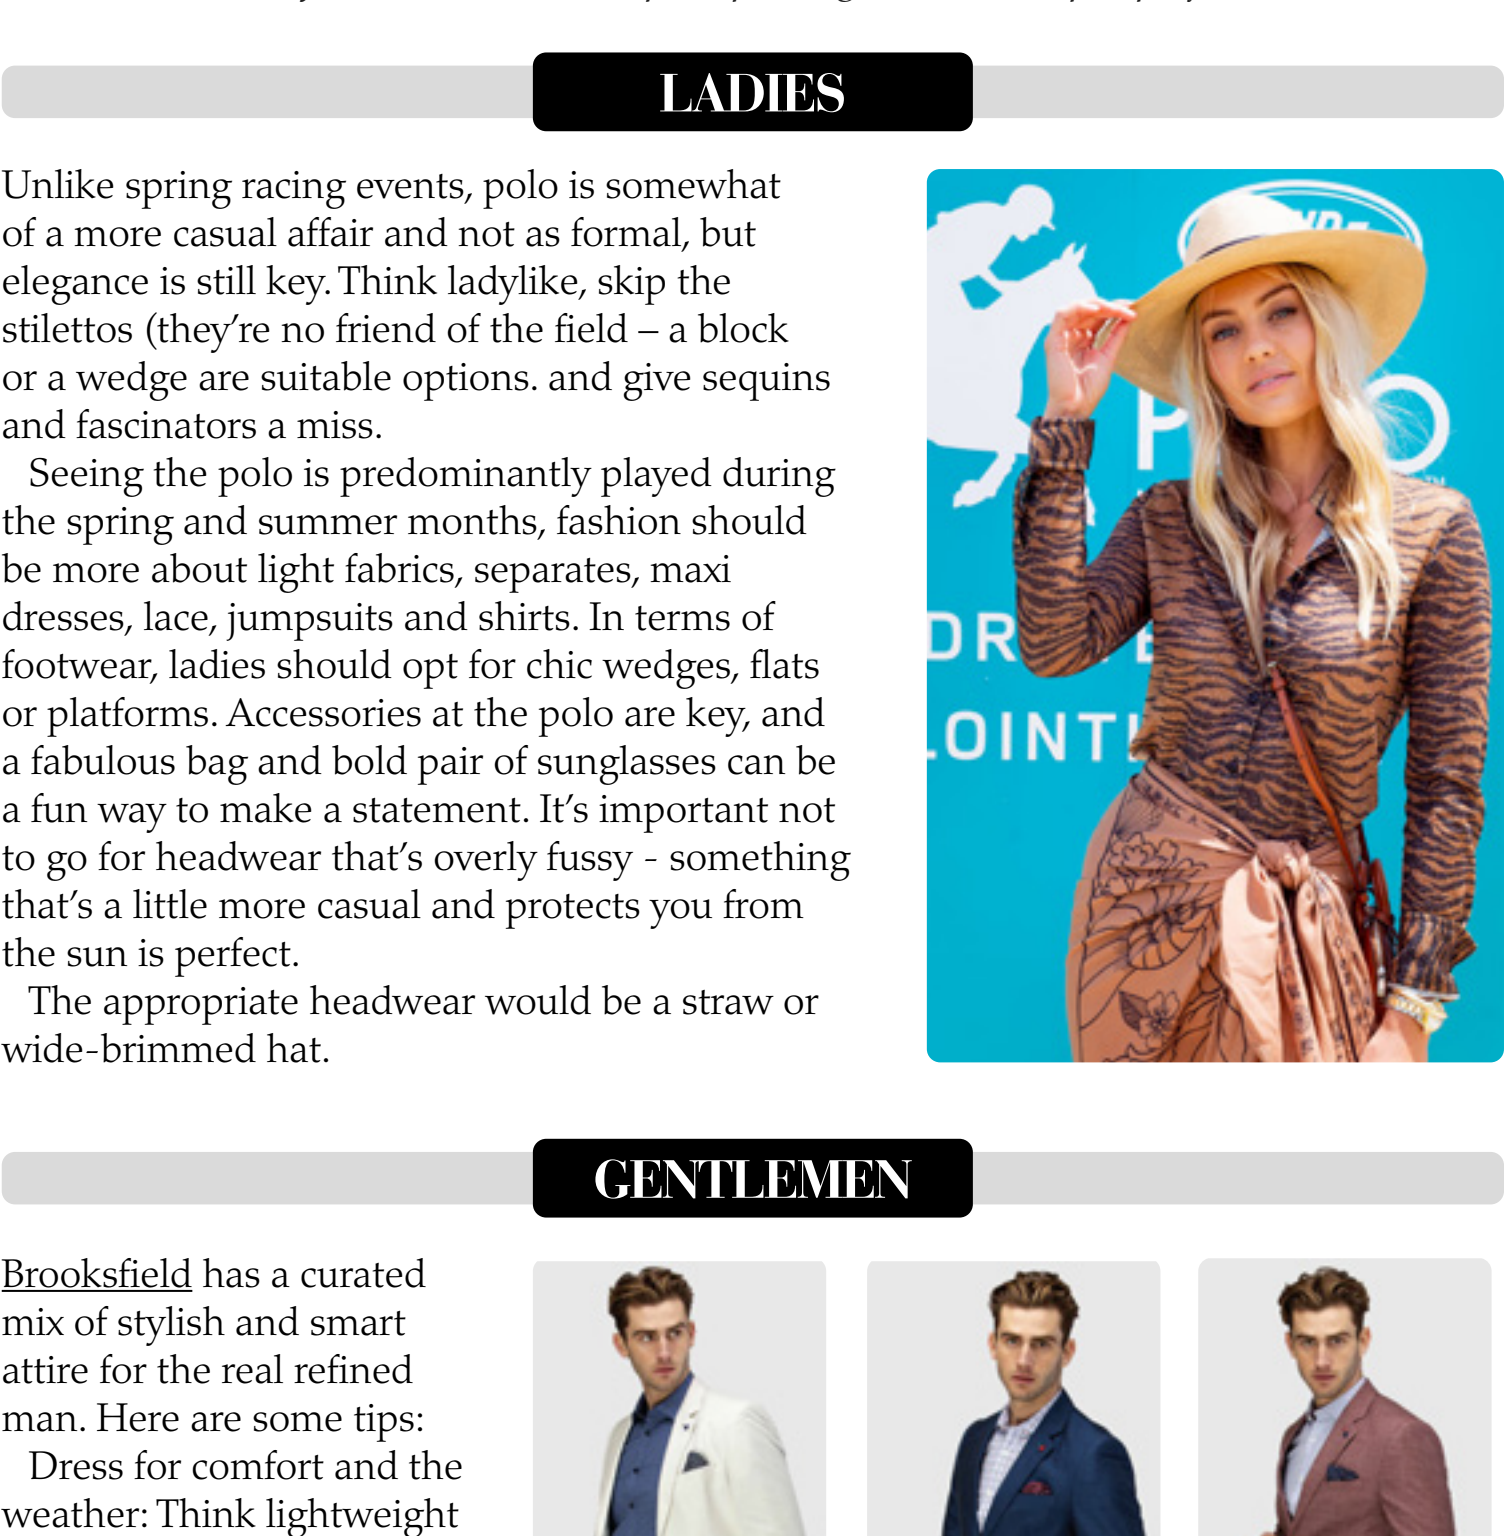 LADIES
Unlike spring racing events, polo is somewhat
of a more casual affair and not as formal, but
elegance is still key. Think ladylike, skip the
stilettos (they’re no friend of the field – a block
or a wedge are suitable options. and give sequins
and fascinators a miss.
Seeing the polo is predominantly played during
the spring and summer months, fashion should
be more about light fabrics, separates, maxi
dresses, lace, jumpsuits and shirts. In terms of
footwear, ladies should opt for chic wedges, flats
or platforms. Accessories at the polo are key, and
a fabulous bag and bold pair of sunglasses can be
a fun way to make a statement. It’s important not
to go for headwear that’s overly fussy - something
that’s a little more casual and protects you from
the sun is perfect.
The appropriate headwear would be a straw or
wide-brimmed hat.
GENTLEMEN
Brooksfield has a curated
mix of stylish and smart
attire for the real refined
man. Here are some tips:
Dress for comfort and the
weather: Think lightweight